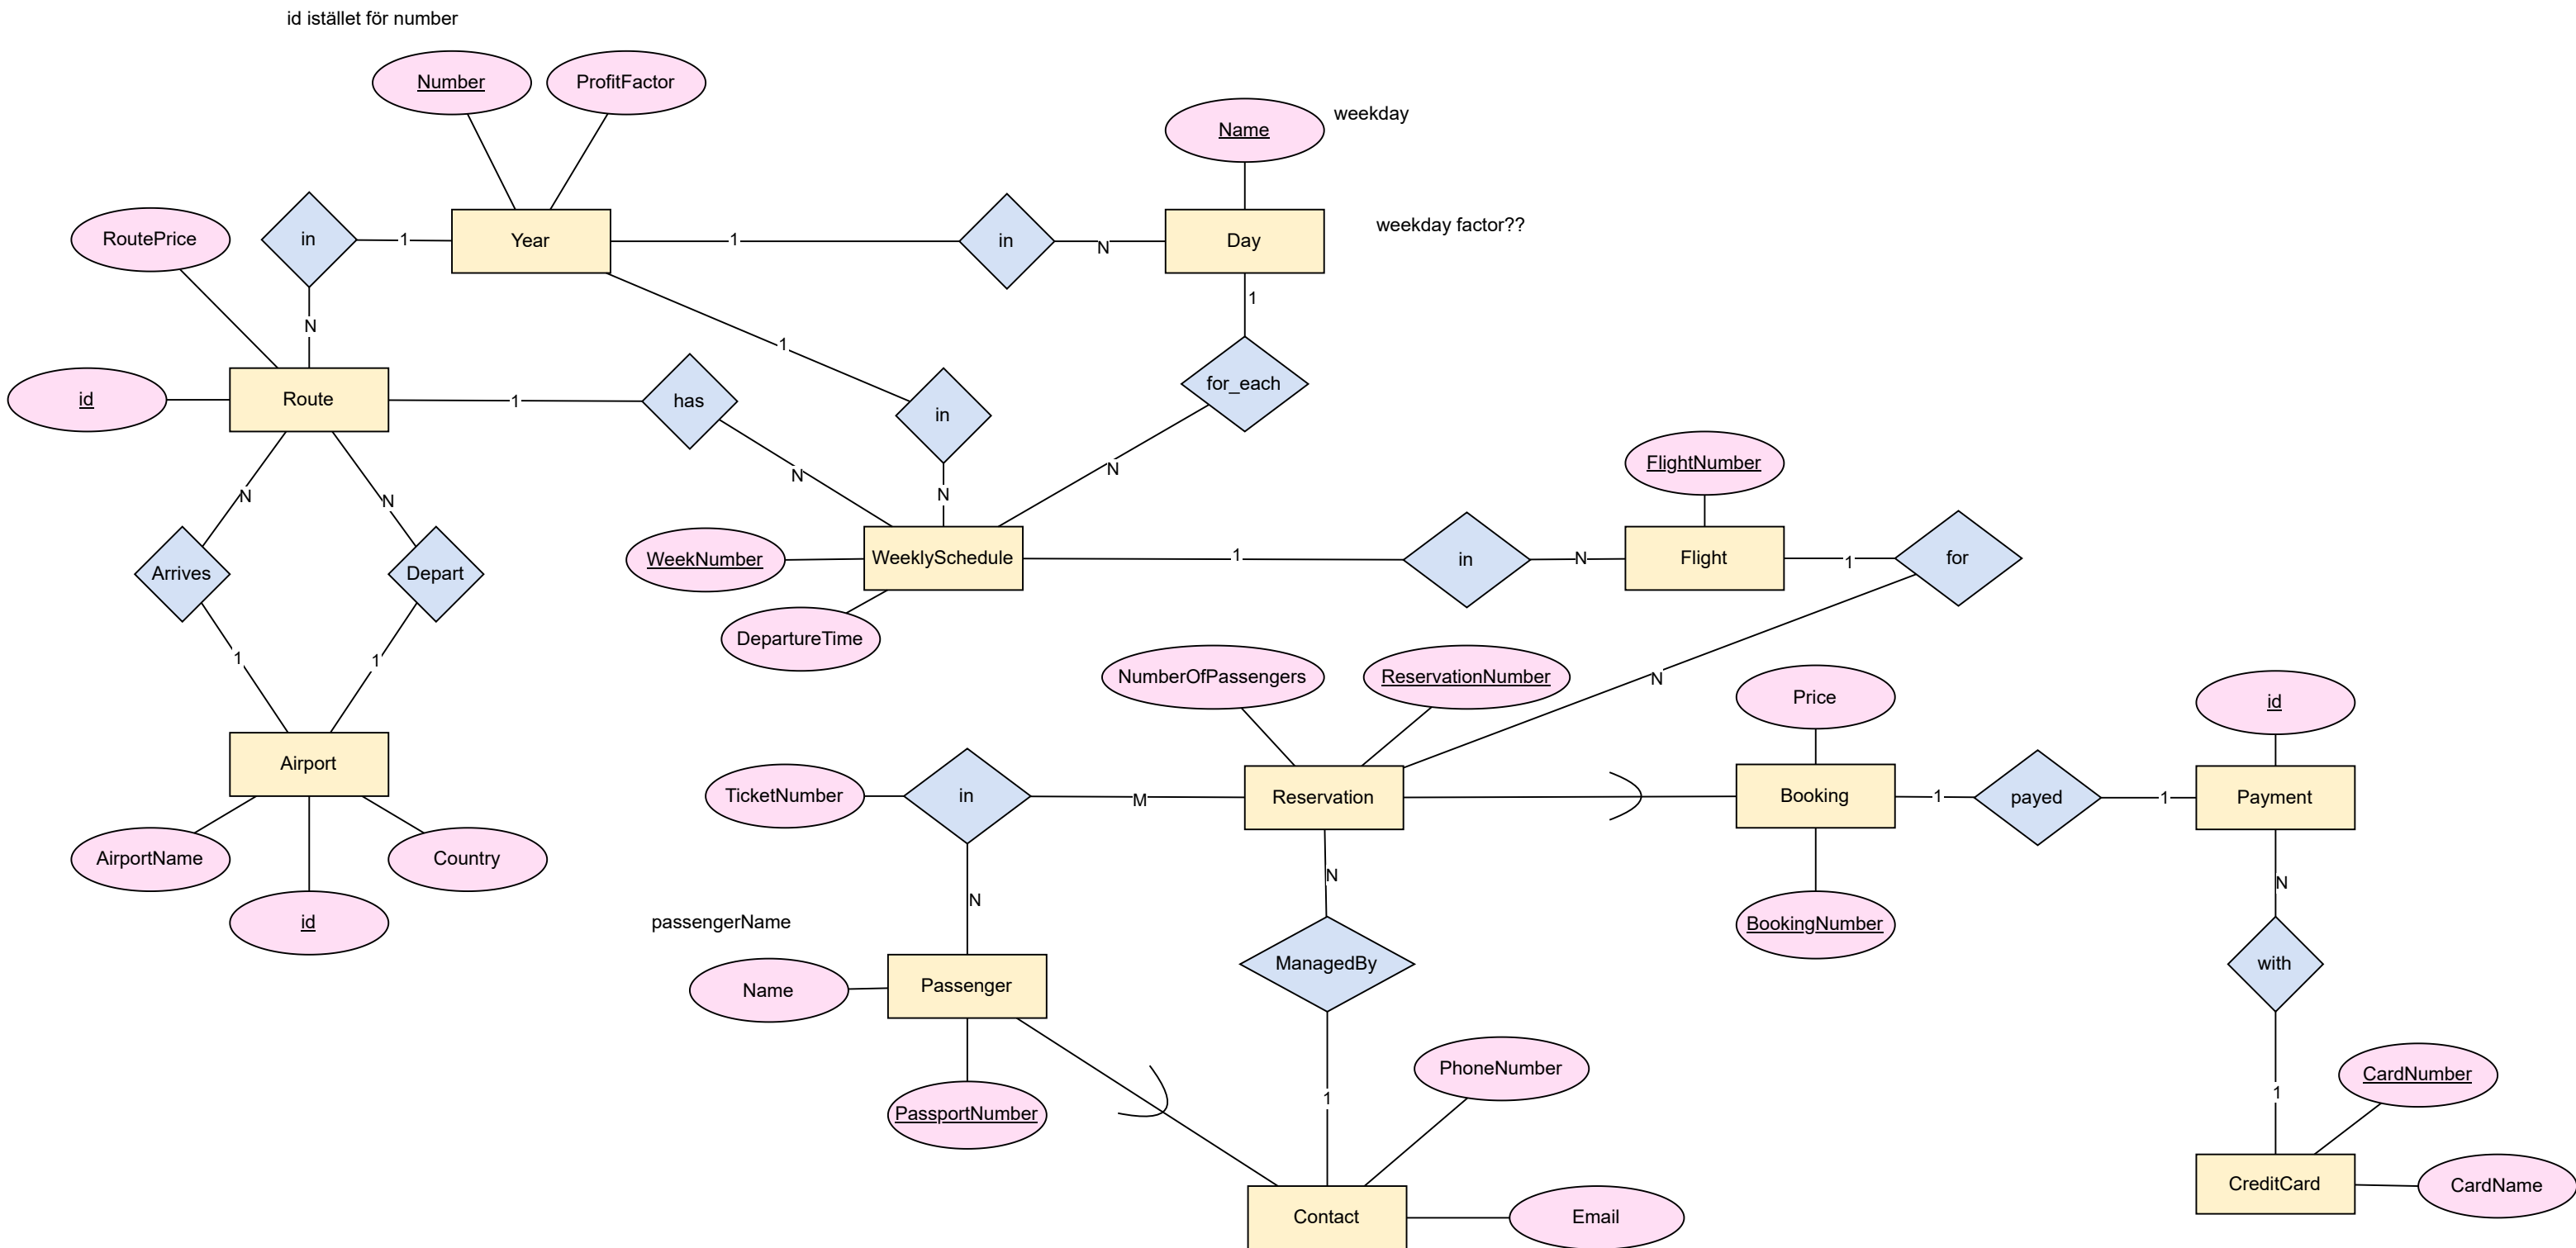 id istället för number
Number
ProfitFactor
Name
weekday
RoutePrice
in
1
Year
1
in
N
Day
weekday factor??
N
1
1
id
Route
1
has
in
for_each
N
N
N
N
N
FlightNumber
Arrives
Depart
WeekNumber
WeeklySchedule
1
in
N
Flight
1
for
DepartureTime
1
1
NumberOfPassengers
ReservationNumber
N
Price
id
Airport
TicketNumber
in
M
Reservation
Booking
1
payed
1
Payment
AirportName
Country
id
N
N
N
BookingNumber
passengerName
Name
Passenger
ManagedBy
with
PassportNumber
1
PhoneNumber
1
CardNumber
Contact
Email
CreditCard
CardName